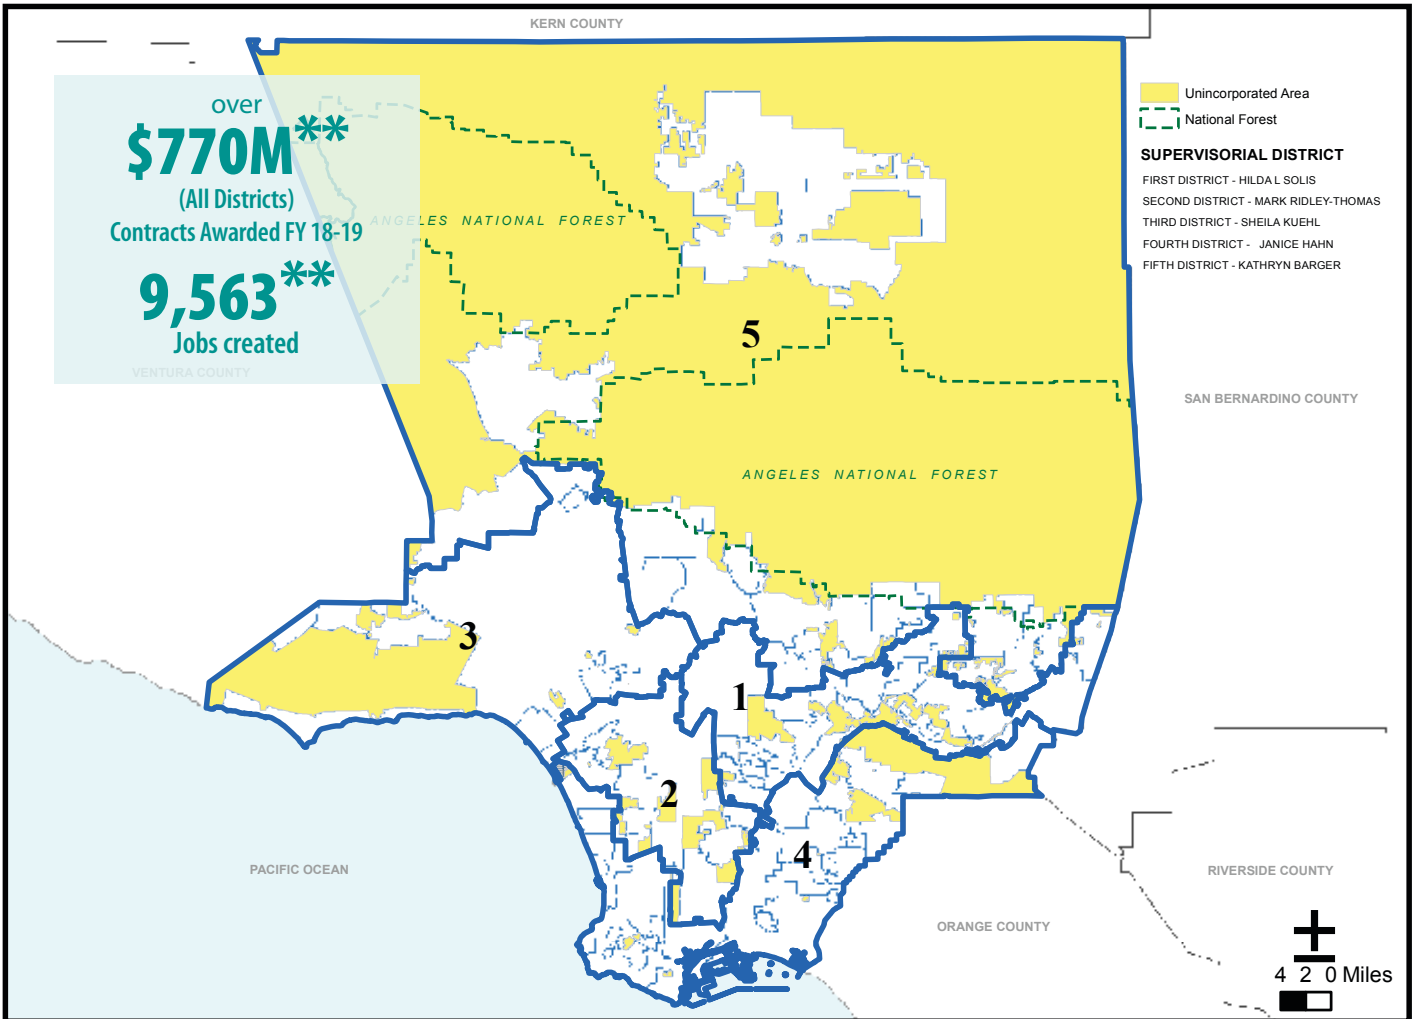 KERN COUNTY
over
$770M**
(All Districts)
Contracts Awarded FY 18-19
9,563**
Jobs created
VENTURA COUNTY
ANGELES NATIONAL FOREST
Unincorporated Area
National Forest
SUPERVISORIAL DISTRICT
FIRST DISTRICT - HILDA L SOLIS
SECOND DISTRICT - MARK RIDLEY-THOMAS
THIRD DISTRICT - SHEILA KUEHL
FOURTH DISTRICT - JANICE HAHN
FIFTH DISTRICT - KATHRYN BARGER
5
SAN BERNARDINO COUNTY
ANGELES NATIONAL FOREST
3
1
2
4
PACIFIC OCEAN
RIVERSIDE COUNTY
ORANGE COUNTY
4 2 0 Miles